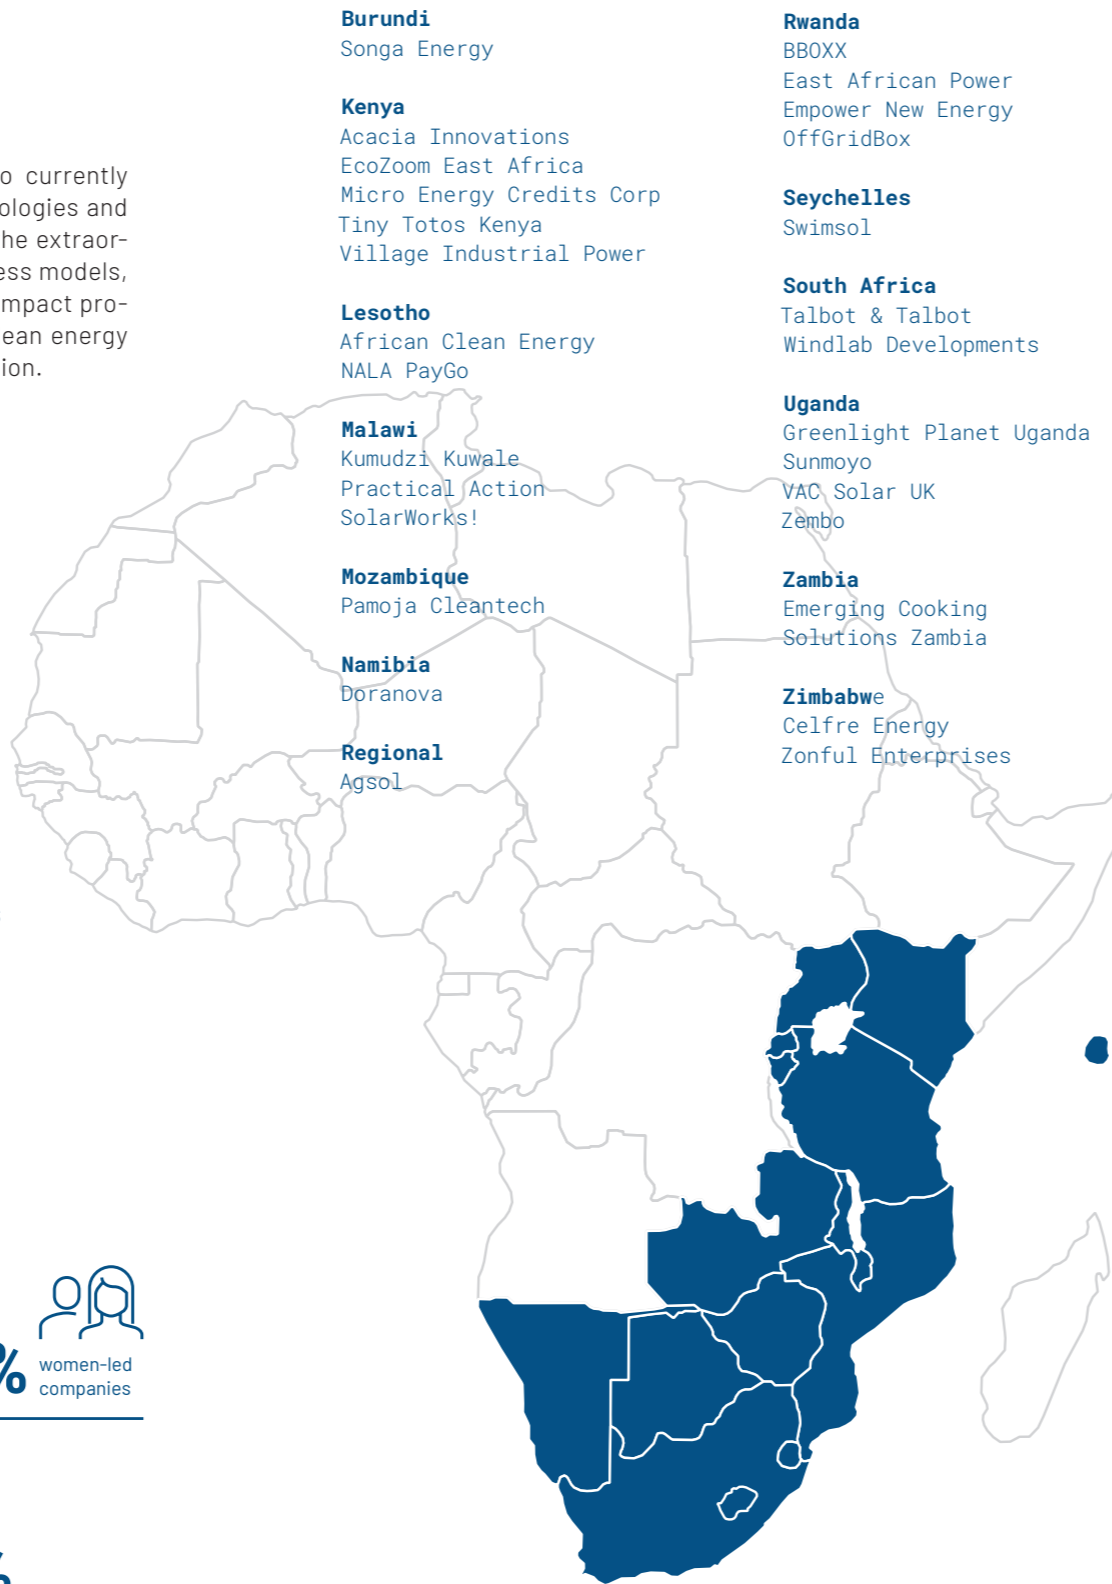 o currently
ologies and
he extraor-
ess models,
mpact pro-
ean energy
ion.
Burundi
Songa Energy
Kenya
Acacia Innovations
EcoZoom East Africa
Micro Energy Credits Corp
Tiny Totos Kenya
Village Industrial Power
Lesotho
African Clean Energy
NALA PayGo
Malawi
Kumudzi Kuwale
Practical Action
SolarWorks!
Mozambique
Pamoja Cleantech
Namibia
Doranova
Regional
Agsol
Rwanda
BBOXX
East African Power
Empower New Energy
OffGridBox
Seychelles
Swimsol
South Africa
Talbot & Talbot
Windlab Developments
Uganda
Greenlight Planet Uganda
Sunmoyo
VAC Solar UK
Zembo
Zambia
Emerging Cooking
Solutions Zambia
Zimbabwe
Celfre Energy
Zonful Enterprises
%
women-led
companies
%